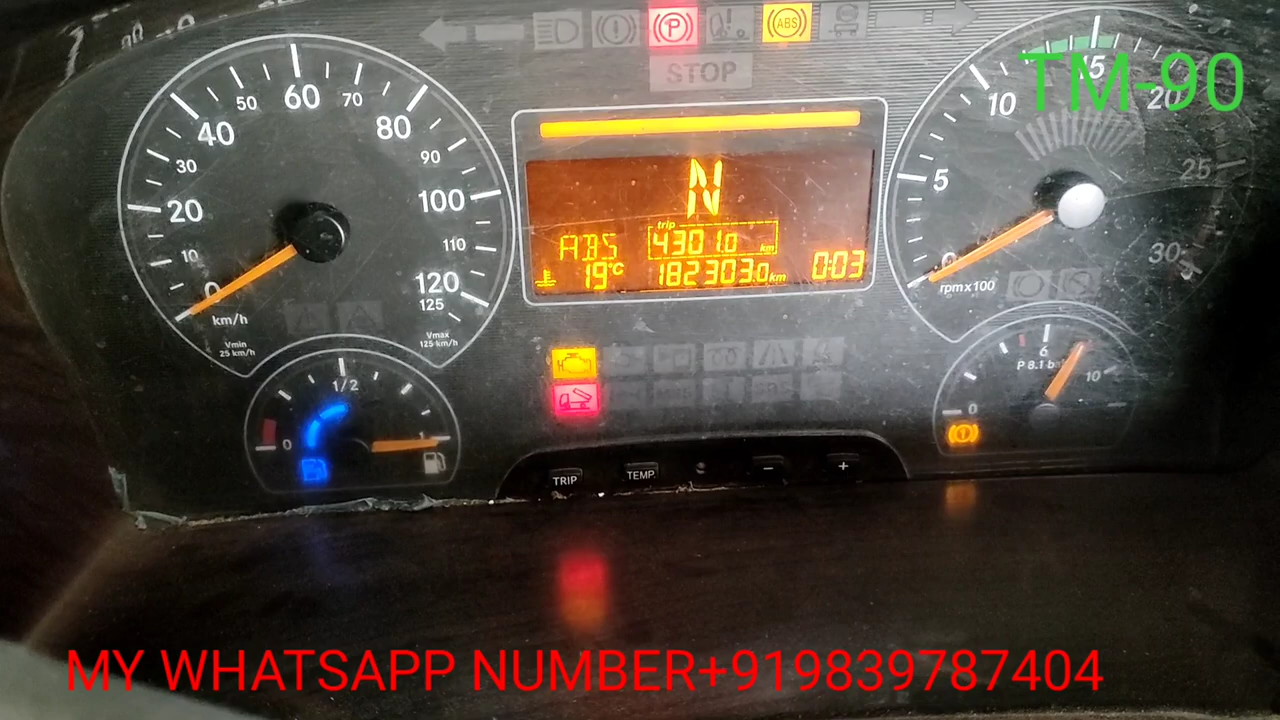 TM-90
STOP
60
50
70
40
80
30
90
20
100
10
110
0
120
125
km/h
Vmin
25 km/h
Vmax
125 km/h
N
trip
ABS
4301.0 km
19°C
182303.0 km
0:03
15
10
20
5
25
0
30
rpm x 100
1/2
0
1
6
P 8.1 b
10
0
P
ABS
TRIP
TEMP.
-
+
MY WHATSAPP NUMBER+919839787404